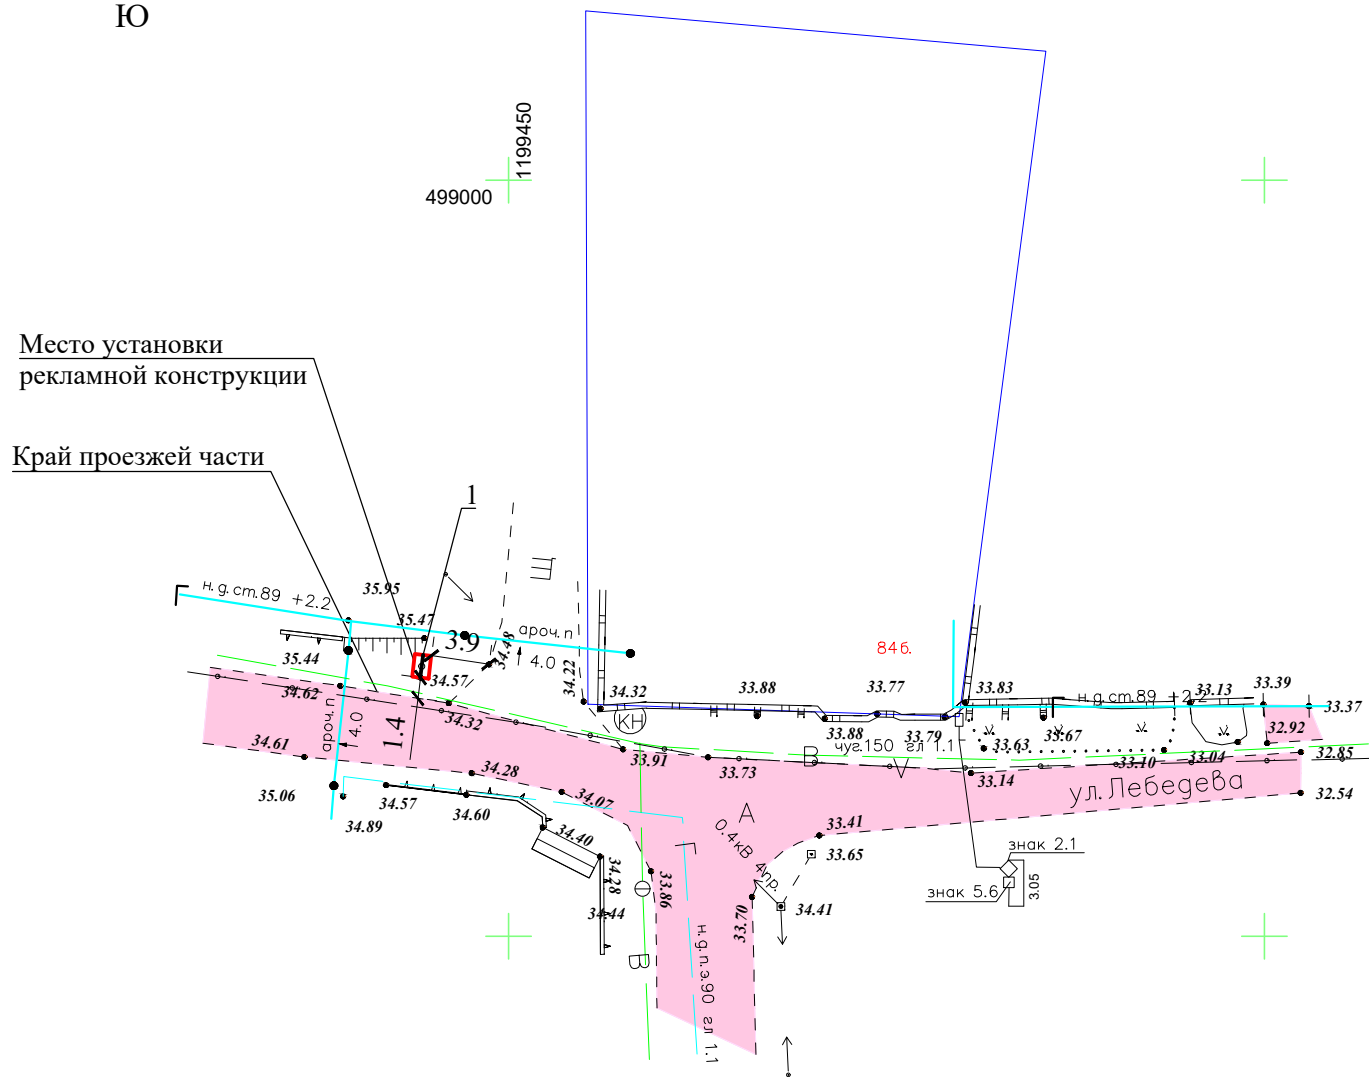 Ю
1199450
499000
Место установки
рекламной конструкции
Край проезжей части
1
Ш
н.д.ст.89 +2.2
35.95
35.47
3.9
34.48
ароч.п
4.0
34.22
84б.
35.44
34.57
34.62
34.32
34.32
КН
33.88
33.77
33.83
н.д.ст.89 +2.2
33.13
33.39
33.37
ароч.п
4.0
1.4
33.88
33.79
33.63
33.67
32.92
В
чуг.150 гл 1.1
33.91
33.73
33.10
33.04
32.85
34.61
34.28
33.14
ул.Лебедева
32.54
35.06
34.57
34.60
34.07
А
34.89
34.40
0.4кВ 4пр.
33.41
33.65
34.28
33.86
знак 2.1
знак 5.6
3.05
34.44
33.70
34.41
В
н.д.п.э.90 гл 1.1